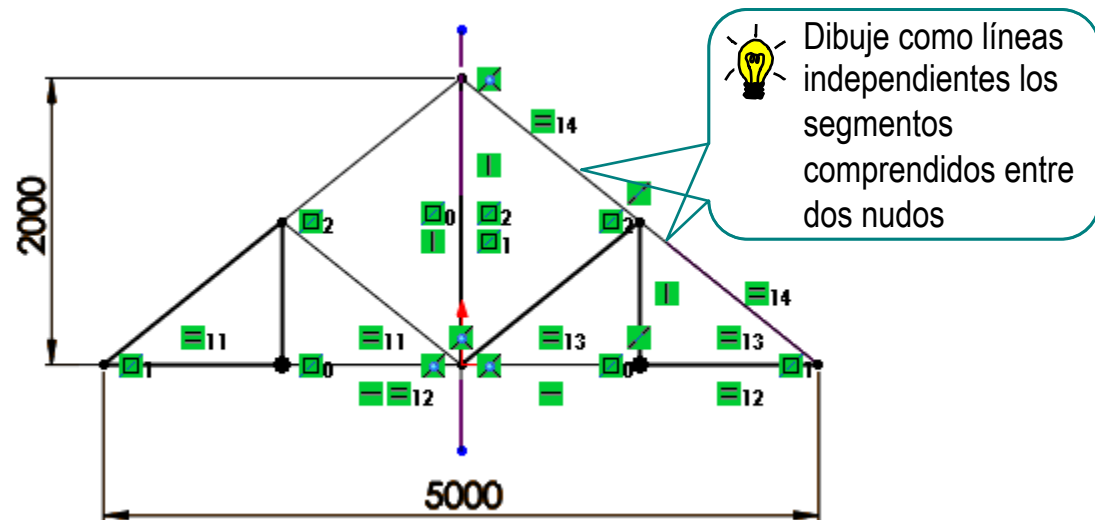 Dibuje como líneas
independientes los
segmentos
comprendidos entre
dos nudos
14
2000
0 2
1
2 2
14
11 11 13 13
1 0 0 1
12 12
5000